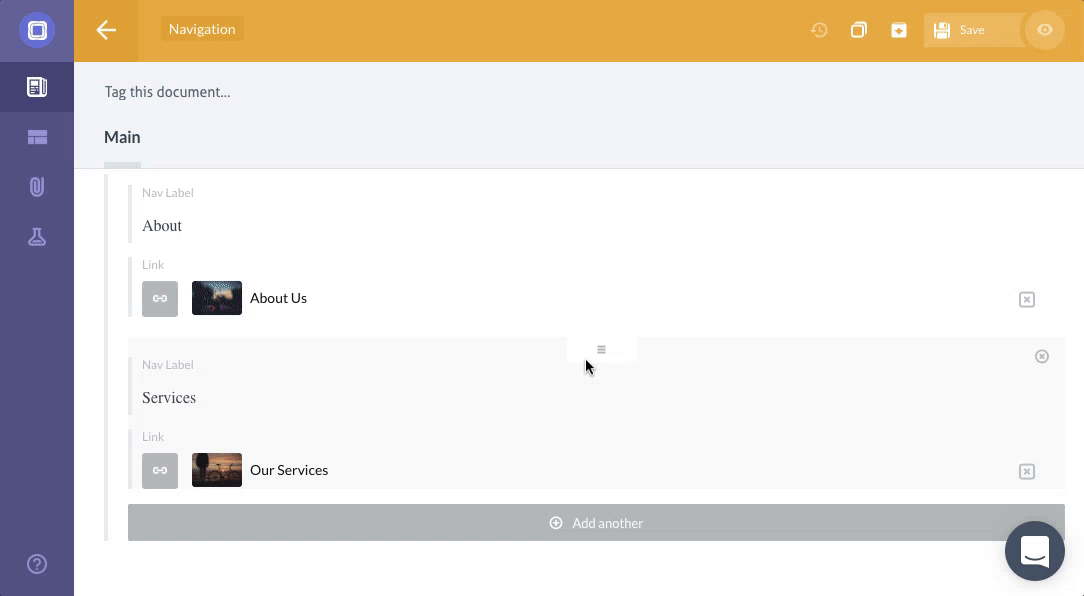 Navigation
Save
Tag this document...
Main
Nav Label
About
Link
About Us
Nav Label
Services
Link
Our Services
Add another